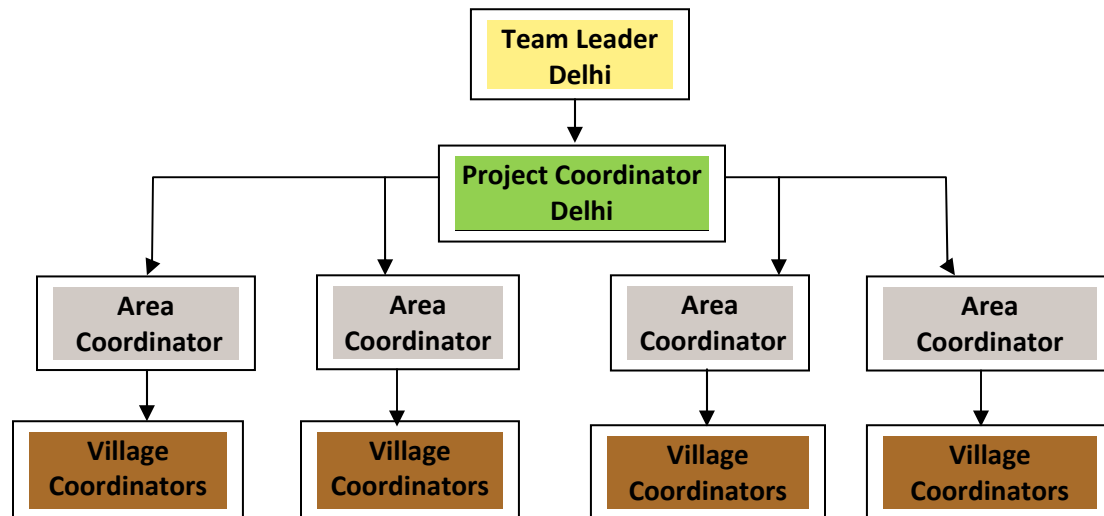 Team Leader
Delhi
Project Coordinator
Delhi
Area
Coordinator
Area
Coordinator
Area
Coordinator
Area
Coordinator
Village
Coordinators
Village
Coordinators
Village
Coordinators
Village
Coordinators